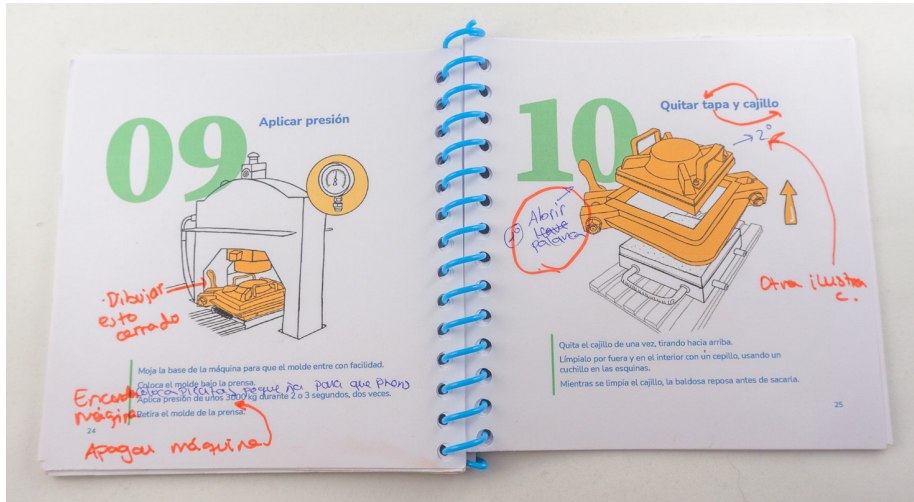 09
Aplicar presión
Dibujar
esto
cerrado
Moja la base de la máquina para que el molde entre con facilidad.
Coloca el molde bajo la prensa.
Aplica presión de unos 3000 kg durante 2 o 3 segundos, dos veces.
Retira el molde de la prensa.
máquina
Apagar máquina
24
10
Quitar tapa y cajillo
2º
1º Abrir
palanca
Otra ilustra
c.
Quita el cajillo de una vez, tirando hacia arriba.
Límpialo por fuera y en el interior con un cepillo, usando un
cuchillo en las esquinas.
Mientras se limpia el cajillo, la baldosa reposa antes de sacarla.
25